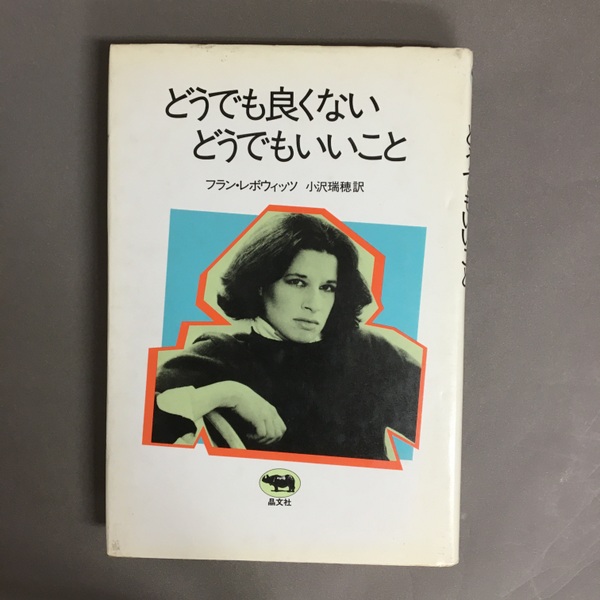 どうでも良くない
どうでもいいこと
フラン・レボウィッツ 小沢瑞穂訳
晶文社